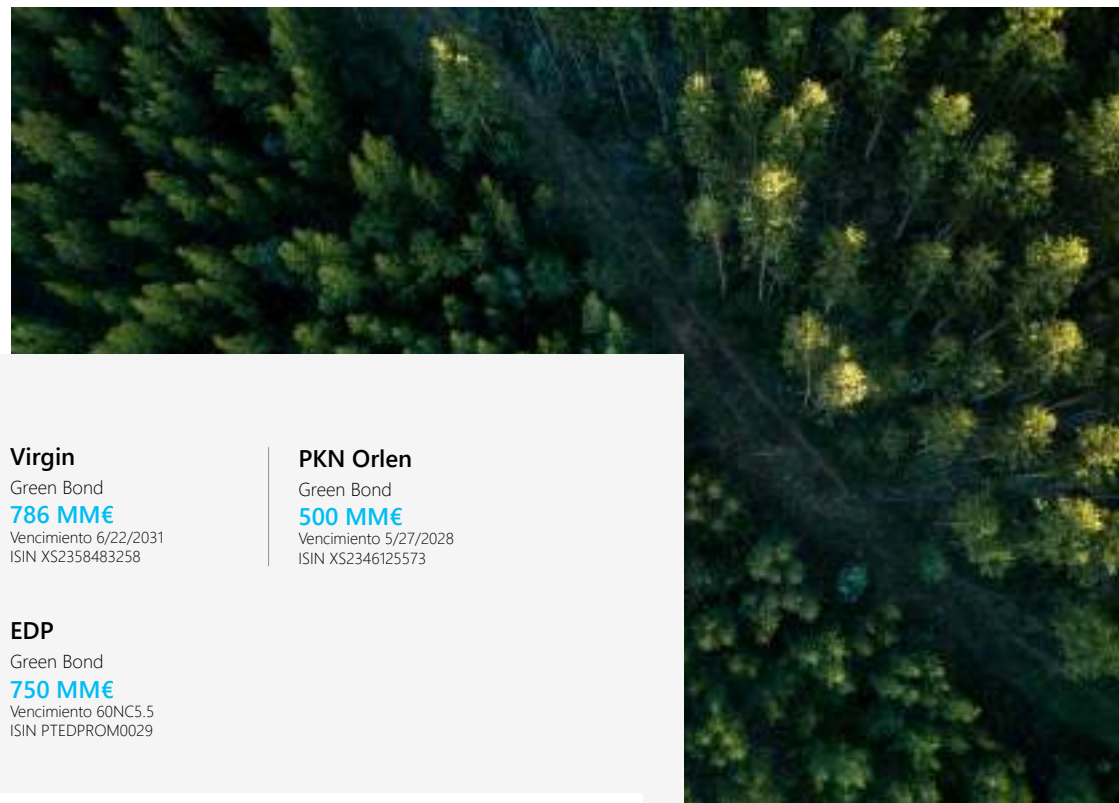 Virgin
Green Bond
786 MM€
Vencimiento 6/22/2031
ISIN XS2358483258
PKN Orlen
Green Bond
500 MM€
Vencimiento 5/27/2028
ISIN XS2346125573
EDP
Green Bond
750 MM€
Vencimiento 60NC5.5
ISIN PTEDPROM0029